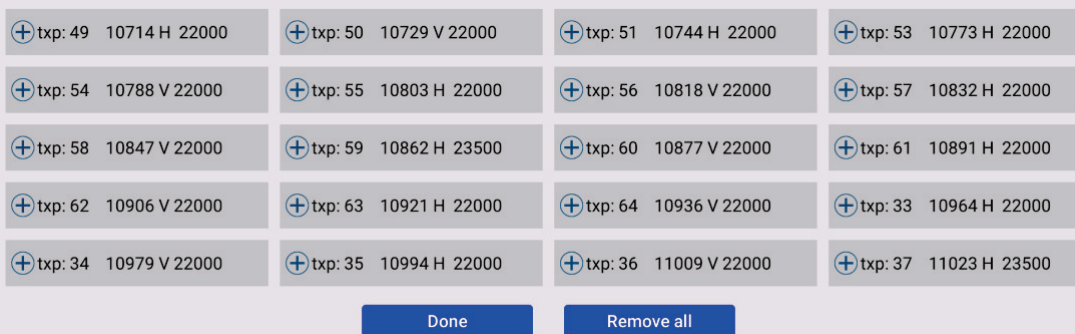 txp: 49 10714 H 22000 txp: 50 10729 V 22000 txp: 51 10744 H 22000 txp: 53 10773 H 22000
txp: 54 10788 V 22000 txp: 55 10803 H 22000 txp: 56 10818 V 22000 txp: 57 10832 H 22000
txp: 58 10847 V 22000 txp: 59 10862 H 23500 txp: 60 10877 V 22000 txp: 61 10891 H 22000
txp: 62 10906 V 22000 txp: 63 10921 H 22000 txp: 64 10936 V 22000 txp: 33 10964 H 22000
txp: 34 10979 V 22000 txp: 35 10994 H 22000 txp: 36 11009 V 22000 txp: 37 11023 H 23500
Done Remove all